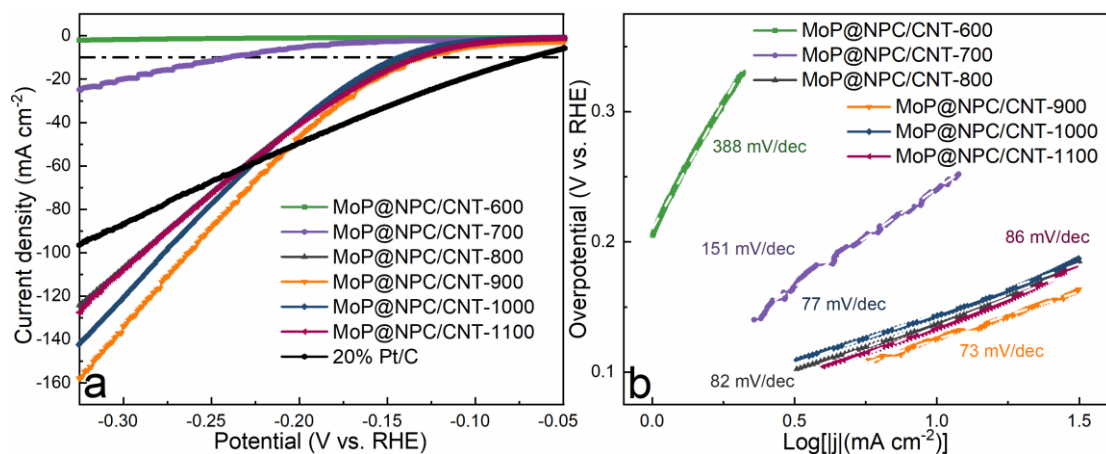 0
-20
-40
-60
-80
-100
-120
-140
-160
Current density (mA cm⁻²)
MoP@NPC/CNT-600
MoP@NPC/CNT-700
MoP@NPC/CNT-800
MoP@NPC/CNT-900
MoP@NPC/CNT-1000
MoP@NPC/CNT-1100
20% Pt/C
a
-0.30 -0.25 -0.20 -0.15 -0.10 -0.05
Potential (V vs. RHE)
b
MoP@NPC/CNT-600
MoP@NPC/CNT-700
MoP@NPC/CNT-800
MoP@NPC/CNT-900
MoP@NPC/CNT-1000
MoP@NPC/CNT-1100
0.3
0.2
0.1
Overpotential (V vs. RHE)
388 mV/dec
151 mV/dec
86 mV/dec
77 mV/dec
73 mV/dec
82 mV/dec
0.0 0.5 1.0 1.5
Log[|j|(mA cm⁻²)]